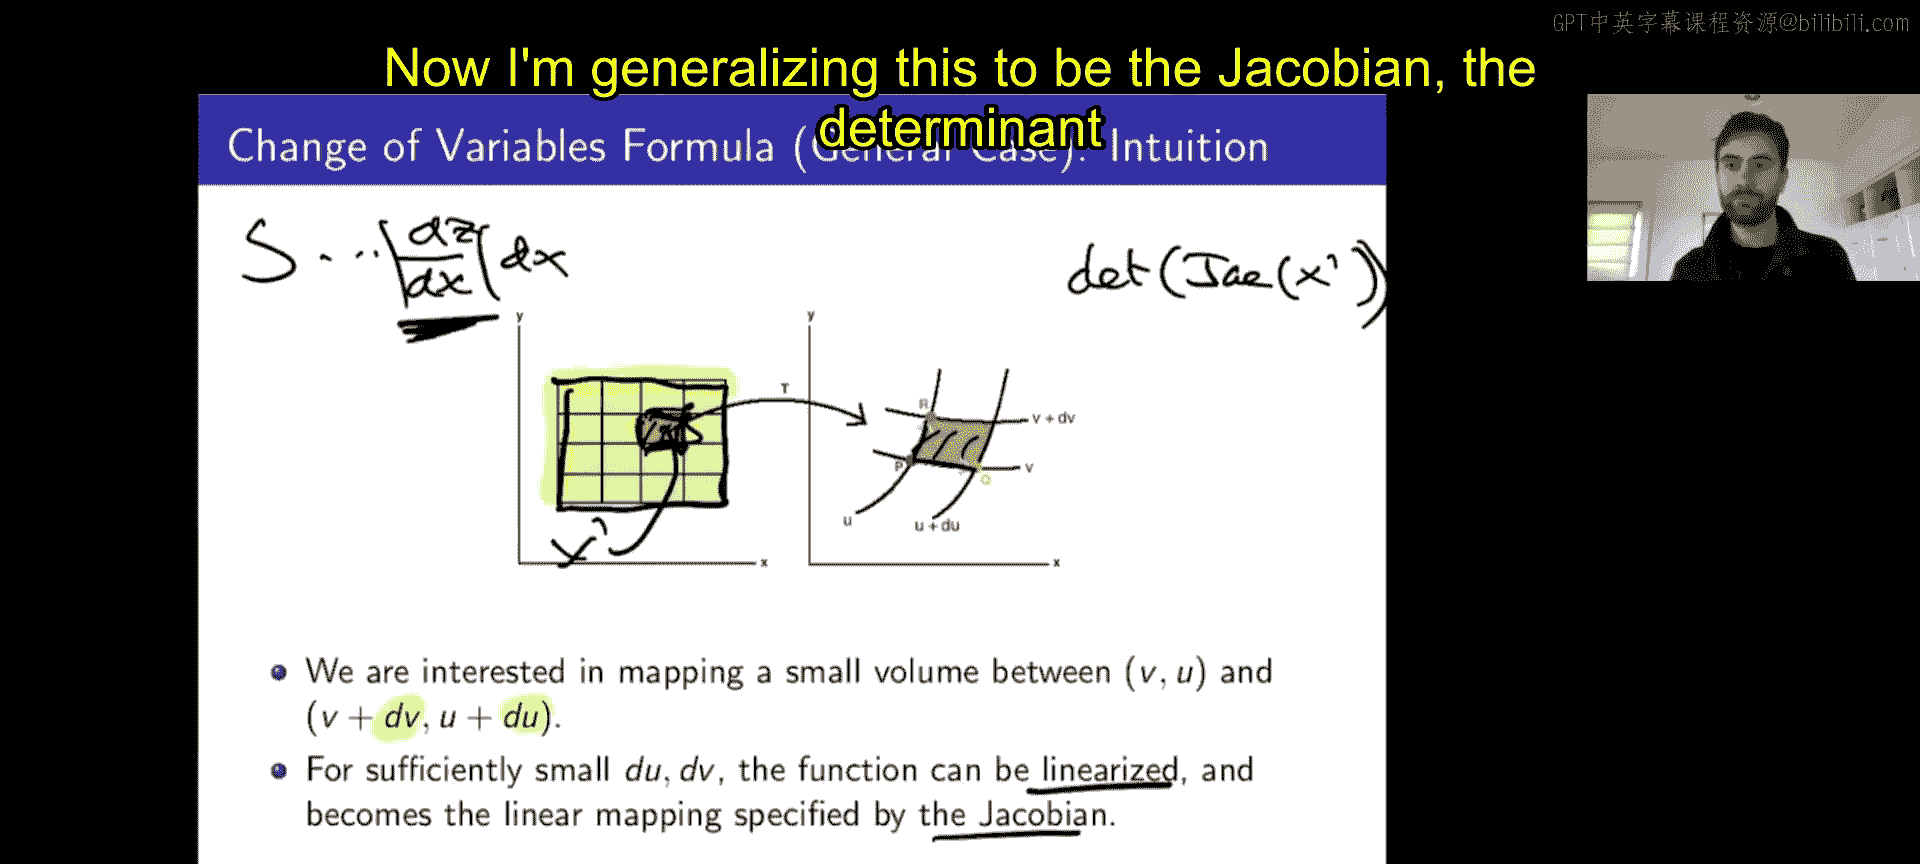 GPT中英字幕课程资源@bilibili.com
Now I'm generalizing this to be the Jacobian, the
determinant
Change of Variables Formula (General Case): Intuition
∫ ... |dz/dx| dx
det(Jac(x'))
y
y
T
R
v + dv
P
v
Q
u
u + du
x'
x
x
We are interested in mapping a small volume between (v, u) and
(v + dv, u + du).
For sufficiently small du, dv, the function can be linearized, and
becomes the linear mapping specified by the Jacobian.